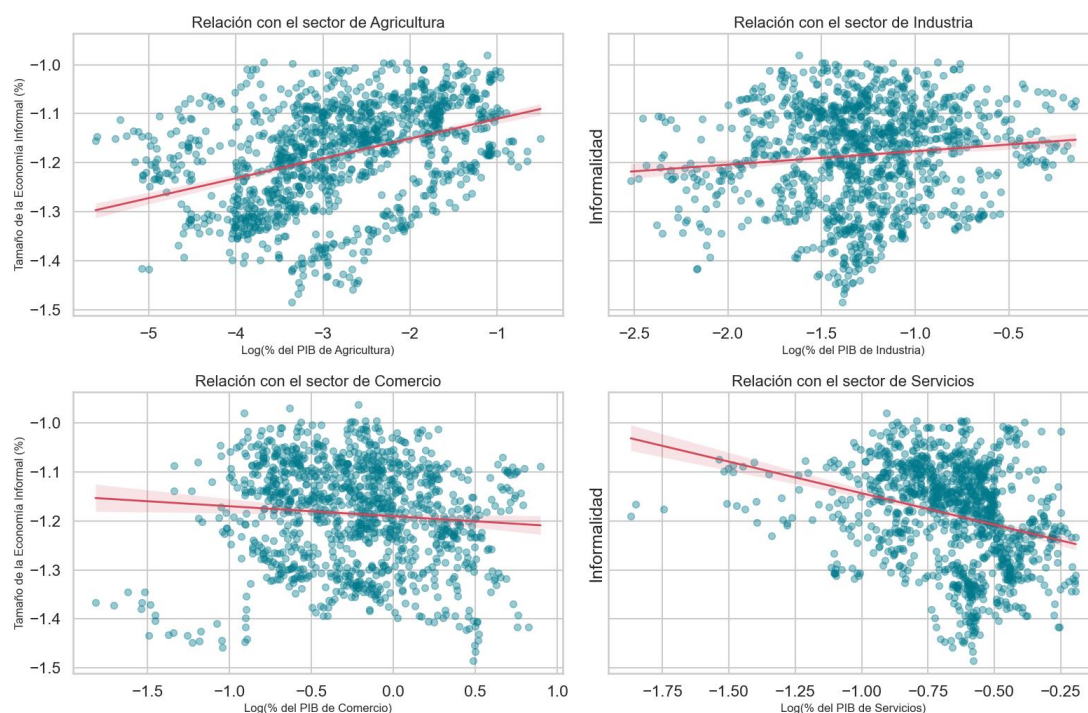 Relación con el sector de Agricultura
Tamaño de la Economia Informal (%)
−1.0
−1.1
−1.2
−1.3
−1.4
−1.5
−5 −4 −3 −2 −1
Log(% del PIB de Agricultura)
Relación con el sector de Industria
Informalidad
−2.5 −2.0 −1.5 −1.0 −0.5
Log(% del PIB de Industria)
Relación con el sector de Comercio
Tamaño de la Economia Informal (%)
−1.0
−1.1
−1.2
−1.3
−1.4
−1.5
−1.5 −1.0 −0.5 0.0 0.5 1.0
Log(% del PIB de Comercio)
Relación con el sector de Servicios
Informalidad
−1.75 −1.50 −1.25 −1.00 −0.75 −0.50 −0.25
Log(% del PIB de Servicios)